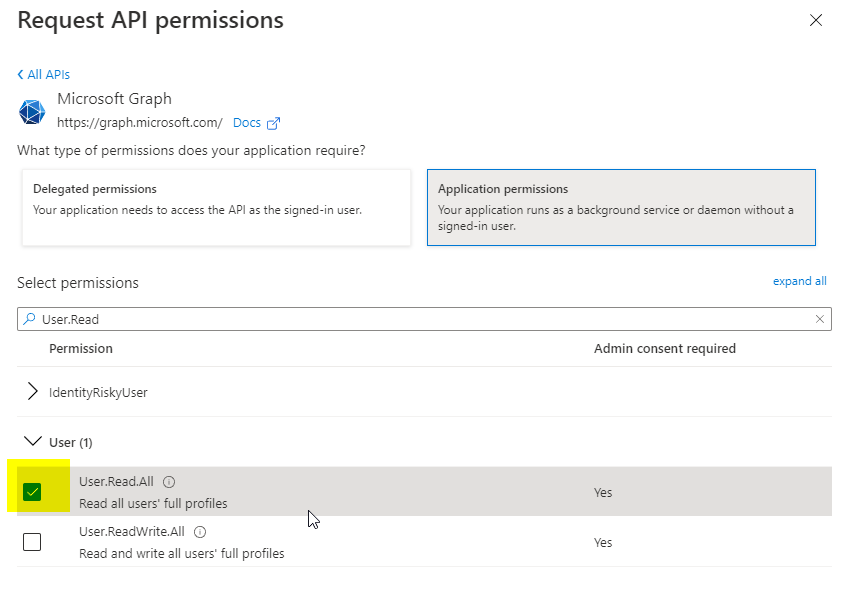 Request API permissions
All APIs
Microsoft Graph
https://graph.microsoft.com/ Docs
What type of permissions does your application require?
Delegated permissions
Your application needs to access the API as the signed-in user.
Application permissions
Your application runs as a background service or daemon without a
signed-in user.
Select permissions
expand all
User.Read
Permission
Admin consent required
IdentityRiskyUser
User (1)
User.Read.All
Read all users' full profiles
Yes
User.ReadWrite.All
Read and write all users' full profiles
Yes